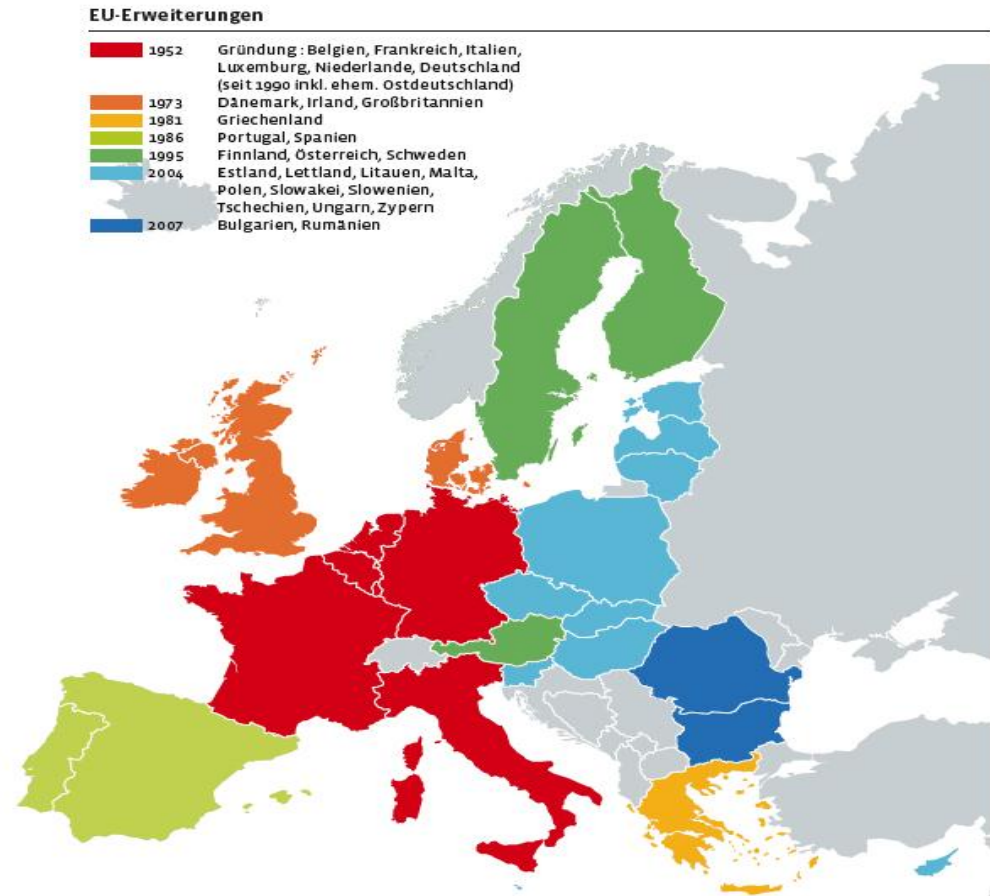 EU-Erweiterungen
1952 Gründung: Belgien, Frankreich, Italien,
Luxemburg, Niederlande, Deutschland
(seit 1990 inkl. ehem. Ostdeutschland)
1973 Dänemark, Irland, Großbritannien
1981 Griechenland
1986 Portugal, Spanien
1995 Finnland, Österreich, Schweden
2004 Estland, Lettland, Litauen, Malta,
Polen, Slowakei, Slowenien,
Tschechien, Ungarn, Zypern
2007 Bulgarien, Rumänien